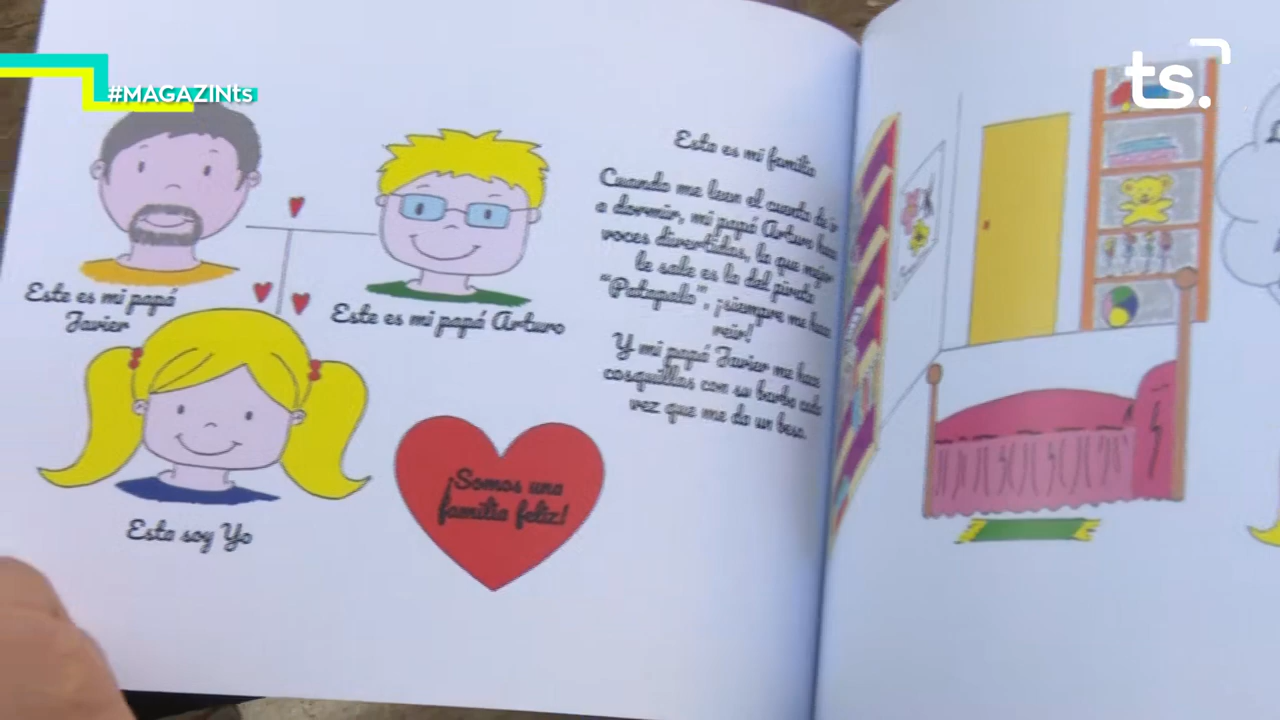 #MAGAZINts
ts.
Este es mi papá
Javier
Este es mi papá Arturo
Esta soy Yo
¡Somos una
familia feliz!
Esta es mi familia
Cuando me leen el cuento de ir
a dormir, mi papá Arturo hace
voces divertidas, la que mejor
le sale es la del pirata
"Patapalo", ¡siempre me hace
reír!
Y mi papá Javier me hace
cosquillas con su barba cada
vez que me da un beso.